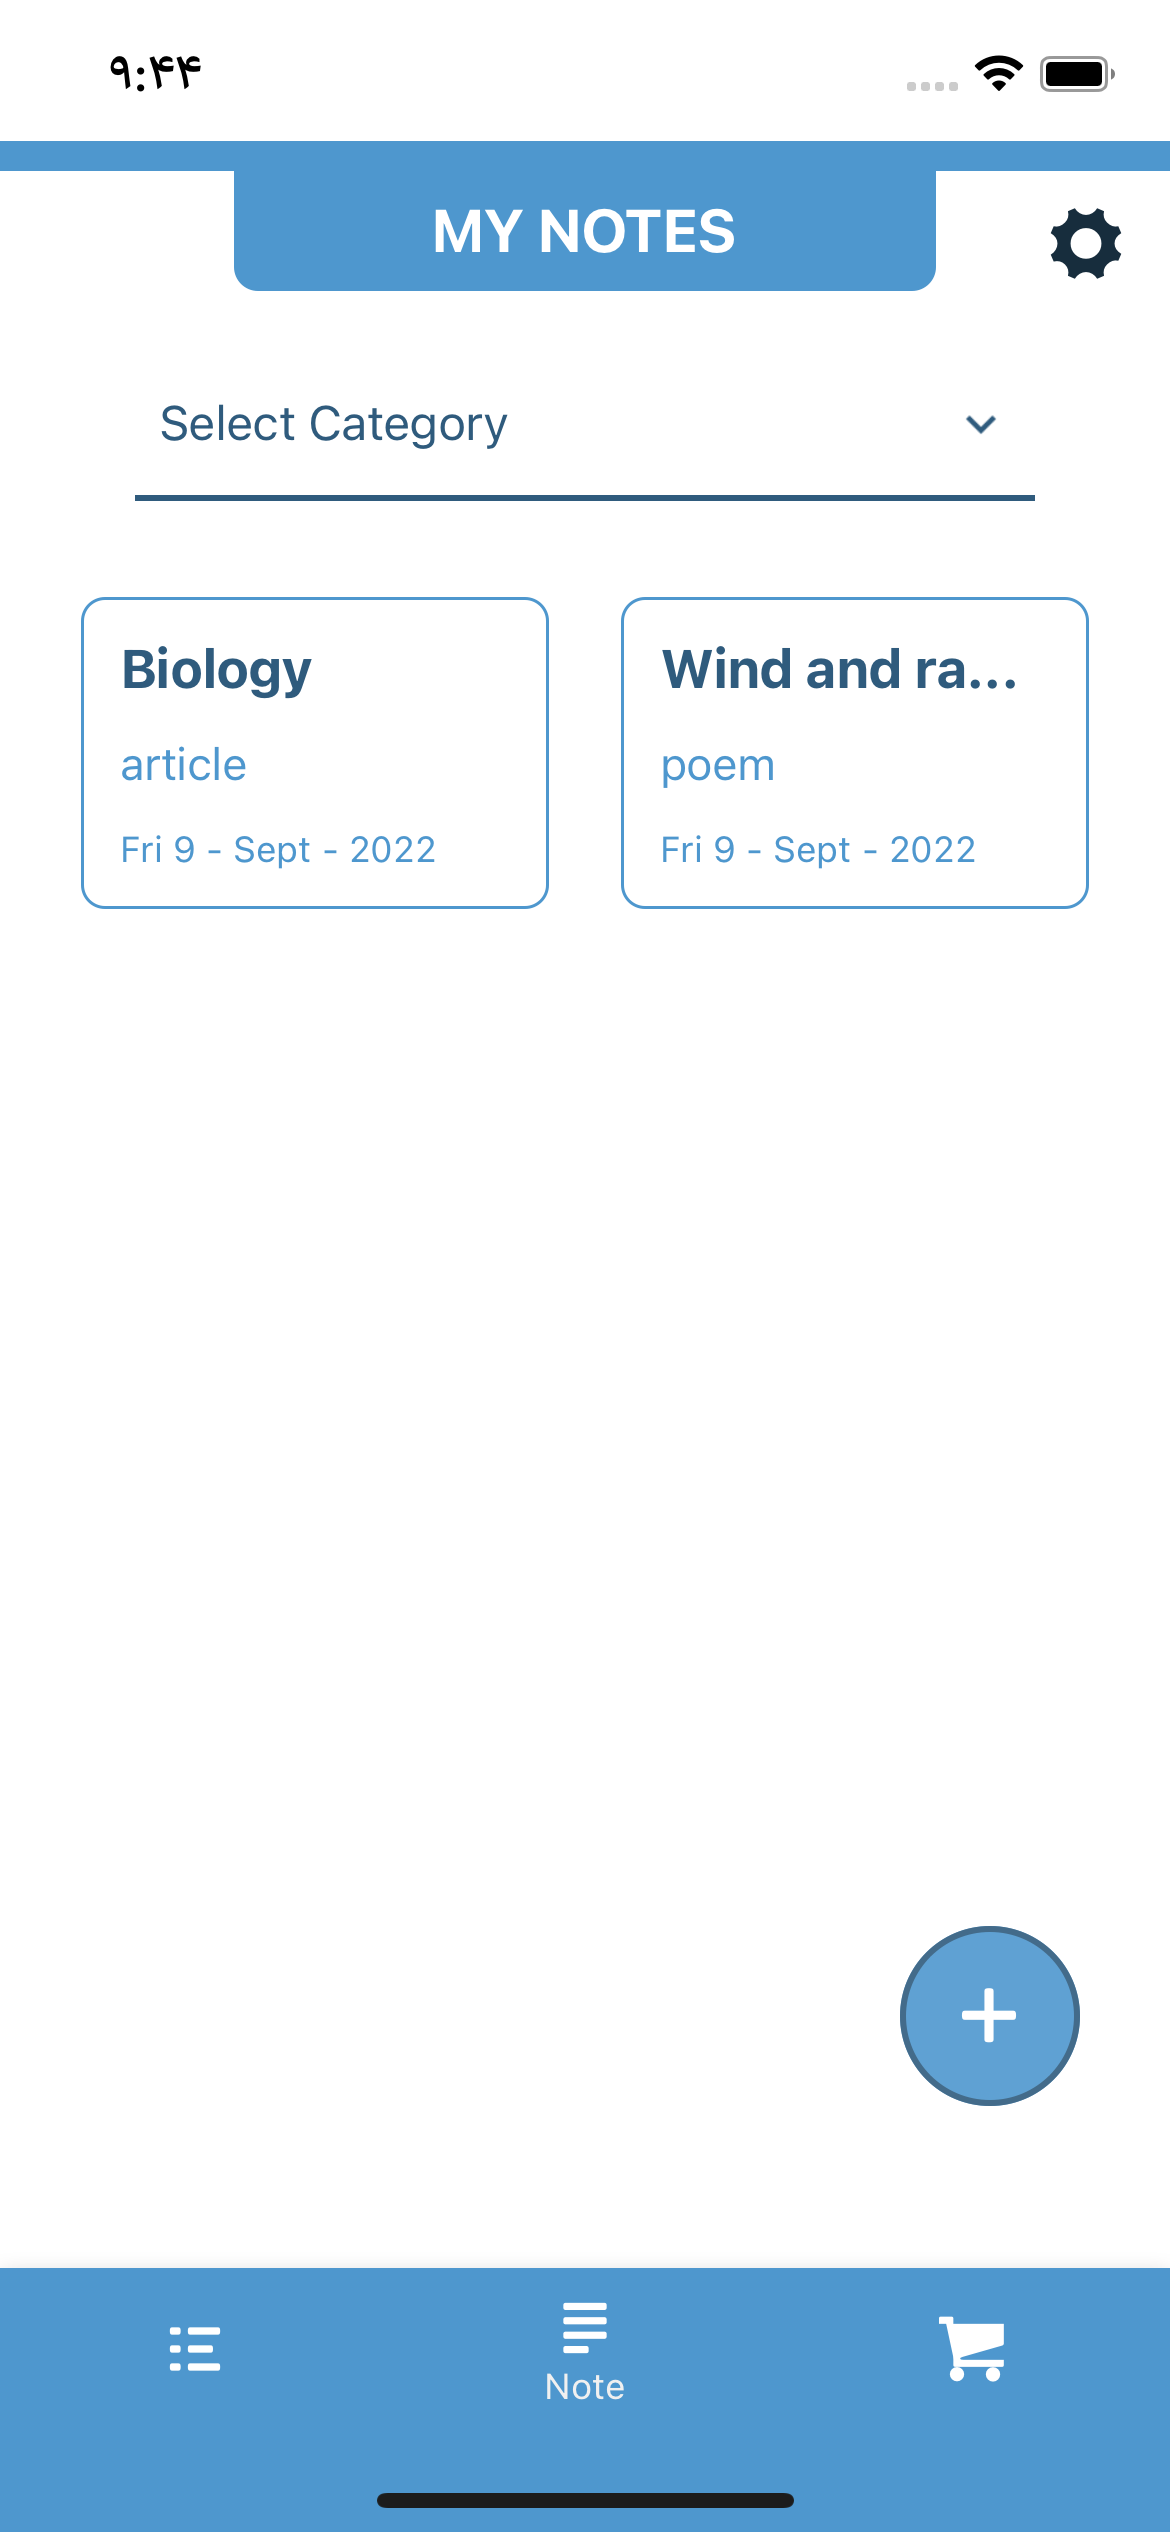 ۹:۴۴
MY NOTES
Select Category
Biology
article
Fri 9 - Sept - 2022
Wind and ra...
poem
Fri 9 - Sept - 2022
Note